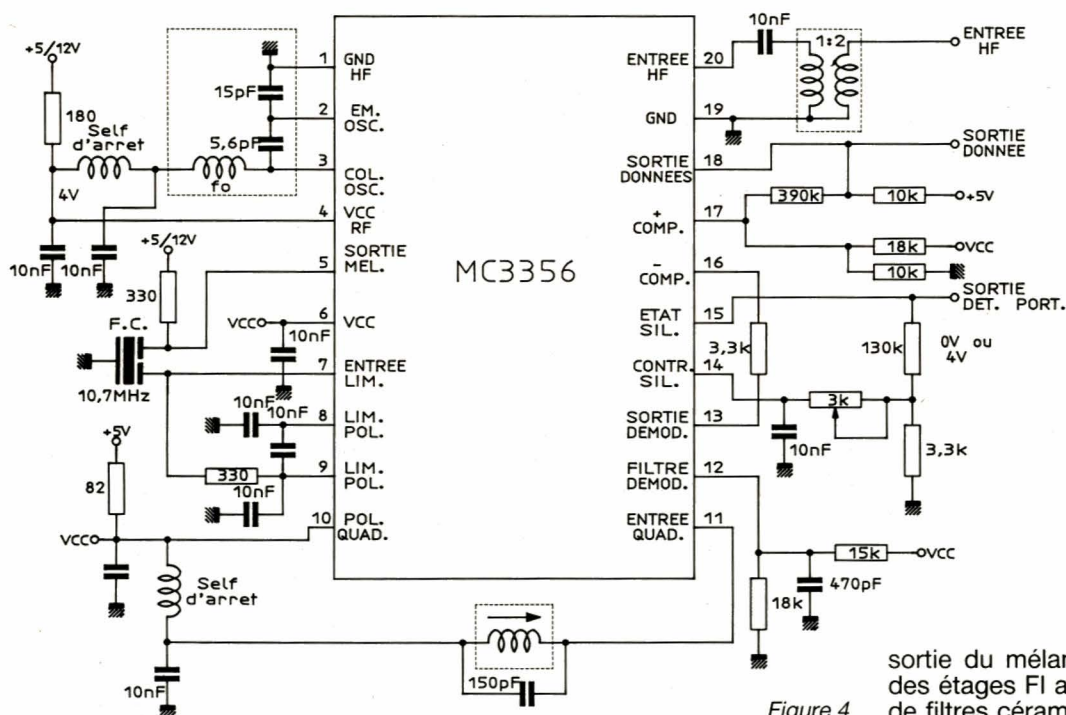 +5/12V
180
Self
d'arret
4V
10nF
10nF
fo
15pF
5,6pF
+5/12V
330
F.C.
10,7MHz
VCC
10nF
10nF
10nF
330
10nF
+5V
82
VCC
Self
d'arret
10nF
150pF
MC3356
1
GND
HF
2
EM.
OSC.
3
COL.
OSC.
4
VCC
RF
5
SORTIE
MEL.
6
VCC
7
ENTREE
LIM.
8
LIM.
POL.
9
LIM.
POL.
10
POL.
QUAD.
20
ENTREE
HF
19
GND
18
SORTIE
DONNEES
17
+
COMP.
16
-
COMP.
15
ETAT
SIL.
14
CONTR.
SIL.
13
SORTIE
DEMOD.
12
FILTRE
DEMOD.
11
ENTREE
QUAD.
10nF
1:2
ENTREE
HF
SORTIE
DONNEE
390k
10k
+5V
18k
VCC
10k
SORTIE
DET. PORT.
3,3k
130k
0V ou
4V
3k
10nF
3,3k
15k
VCC
470pF
18k
Figure 4
sortie du mélan
des étages FI a
de filtres céram